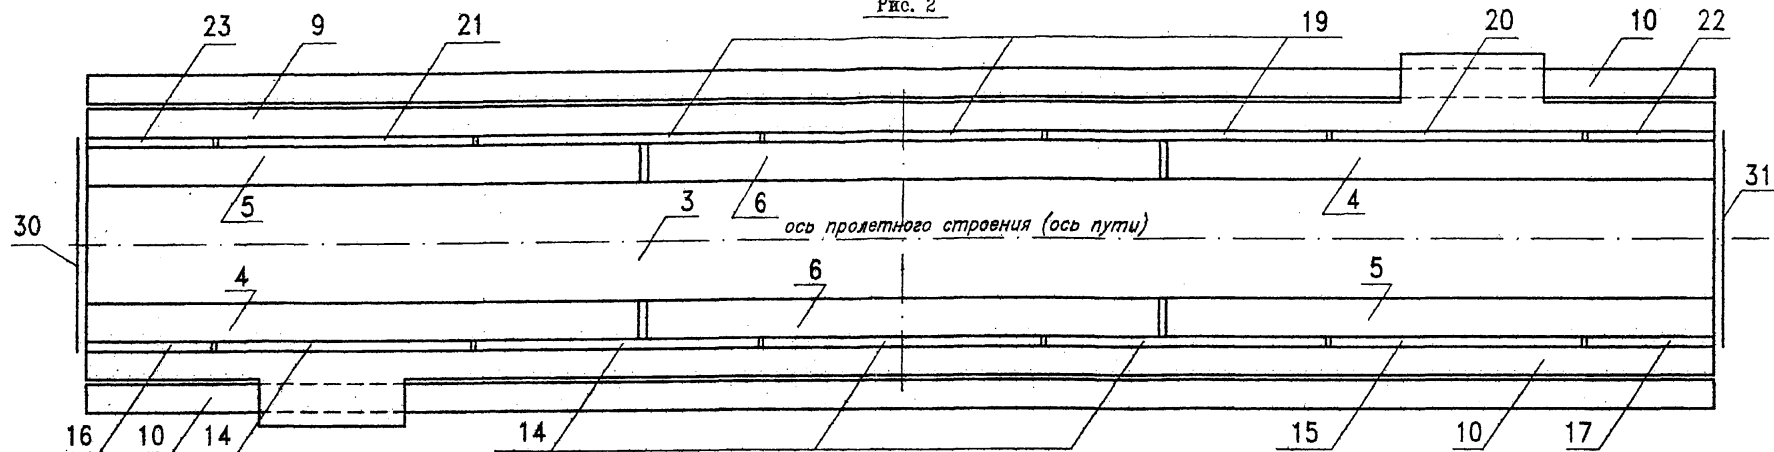 Рис. 2
23 9 21 19 20 10 22
5 6 4 31
30 3 ось пролетного строения (ось пути)
4 6 5
16 10 14 14 15 10 17